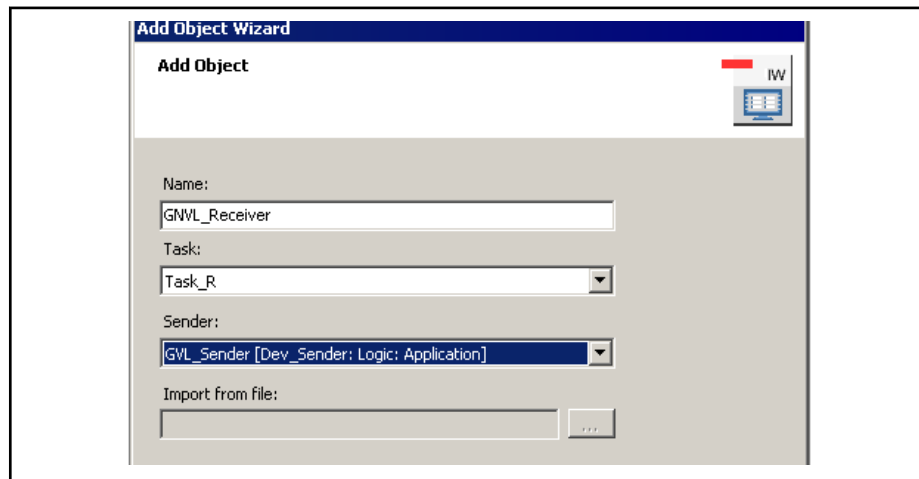 Add Object Wizard
Add Object
IW
Name:
GNVL_Receiver
Task:
Task_R
Sender:
GVL_Sender [Dev_Sender: Logic: Application]
Import from file:
...